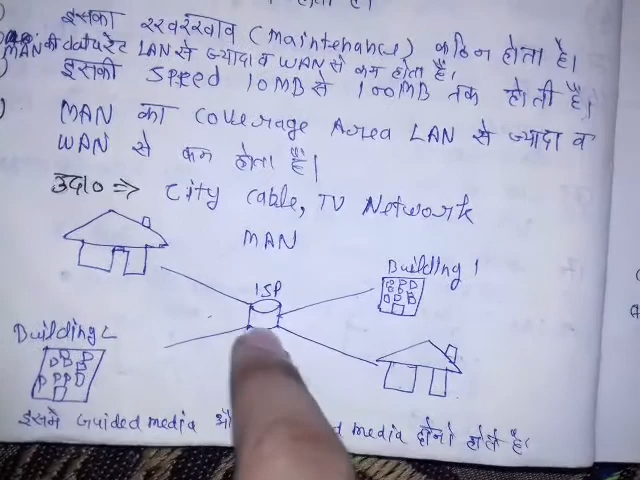 होता है।
इसका रखरखाव (maintenance) कठिन होता है।
MAN की data रेट LAN से ज्यादा व WAN से कम होता है,
इसकी Speed 10MB से 100MB तक होती है।
MAN का Coverage Area LAN से ज्यादा व
WAN से कम होता है।
उदा० ⇒ City Cable, TV Network
MAN
Building 1
ISP
Building 2
इसमे Guided media औ d media दोनो होते है।